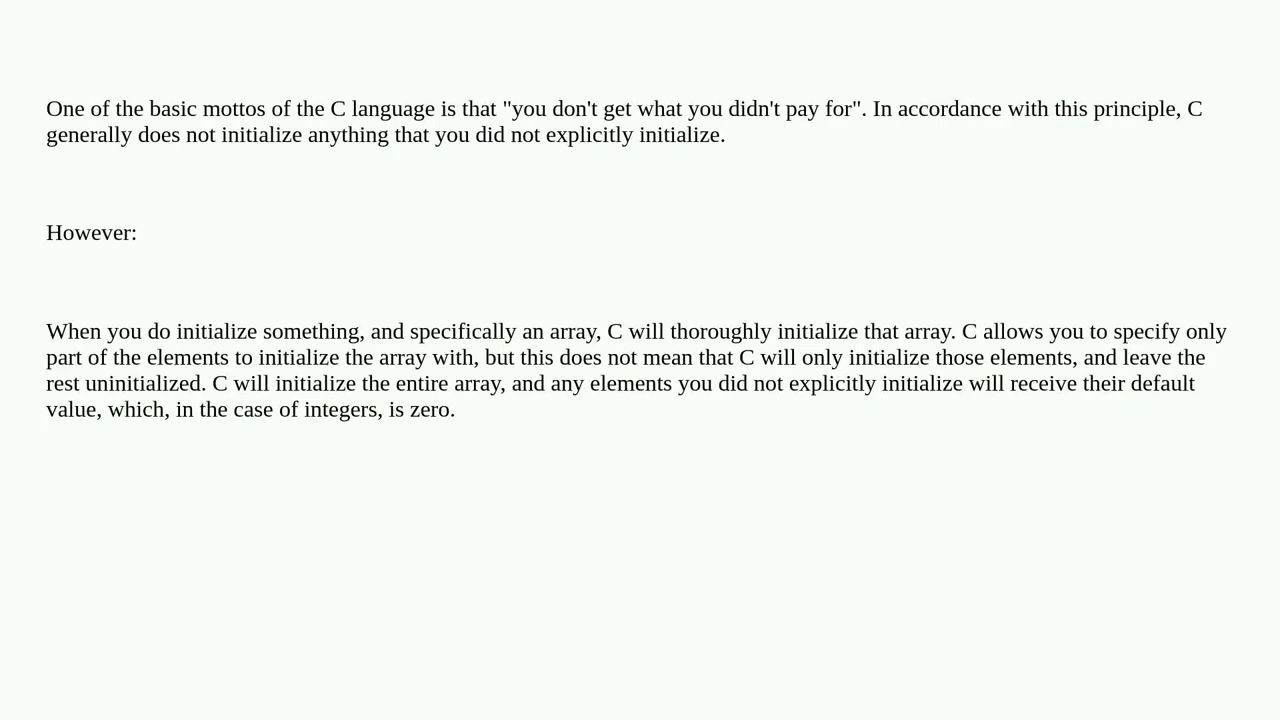 One of the basic mottos of the C language is that "you don't get what you didn't pay for". In accordance with this principle, C
generally does not initialize anything that you did not explicitly initialize.
However:
When you do initialize something, and specifically an array, C will thoroughly initialize that array. C allows you to specify only
part of the elements to initialize the array with, but this does not mean that C will only initialize those elements, and leave the
rest uninitialized. C will initialize the entire array, and any elements you did not explicitly initialize will receive their default
value, which, in the case of integers, is zero.